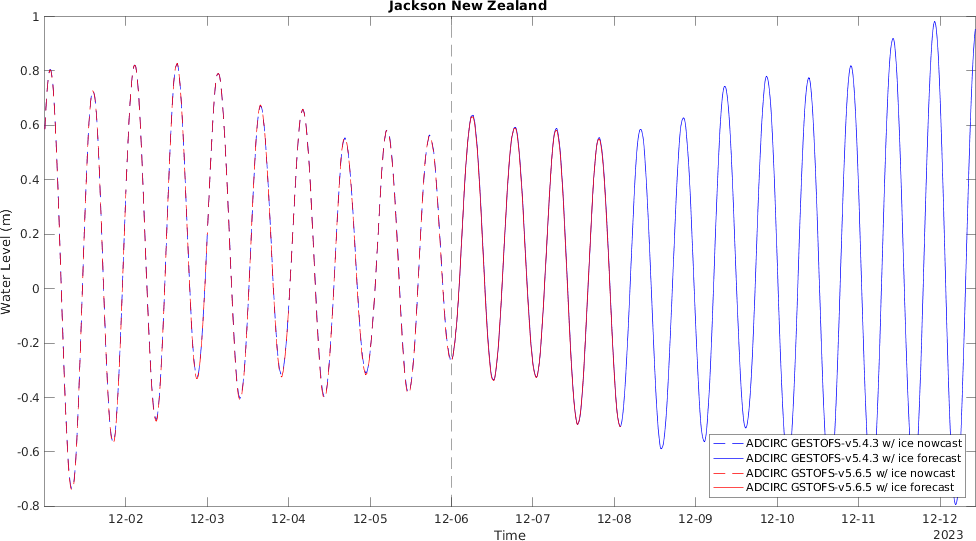 Jackson New Zealand
1
0.8
0.6
0.4
0.2
0
-0.2
-0.4
-0.6
-0.8
Water Level (m)
ADCIRC GESTOFS-v5.4.3 w/ ice nowcast
ADCIRC GESTOFS-v5.4.3 w/ ice forecast
ADCIRC GSTOFS-v5.6.5 w/ ice nowcast
ADCIRC GSTOFS-v5.6.5 w/ ice forecast
12-02 12-03 12-04 12-05 12-06 12-07 12-08 12-09 12-10 12-11 12-12
Time 2023